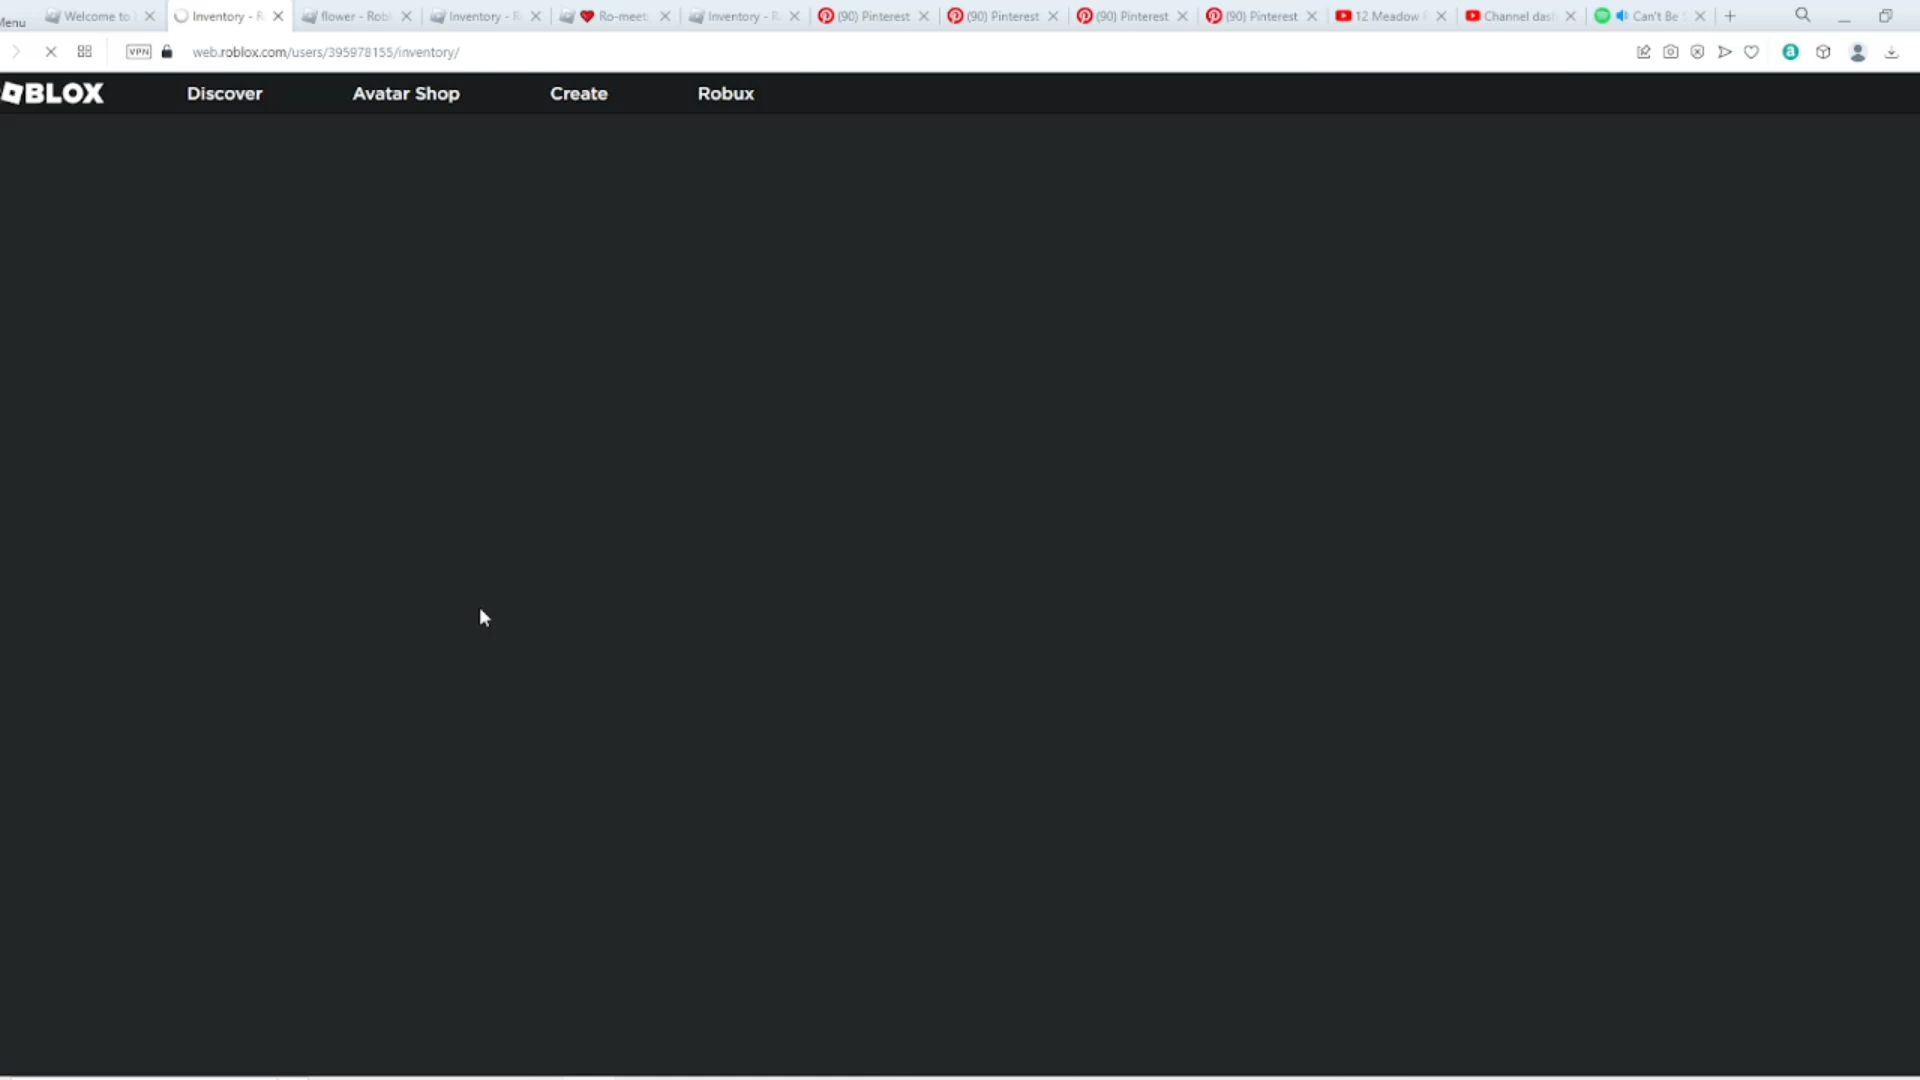 Menu
Welcome to
Inventory - R
flower - Robl
Inventory - R
Ro-meet
Inventory - R
(90) Pinterest
(90) Pinterest
(90) Pinterest
(90) Pinterest
12 Meadow
Channel das
Can't Be
VPN
web.roblox.com/users/395978155/inventory/
a
BLOX
Discover
Avatar Shop
Create
Robux